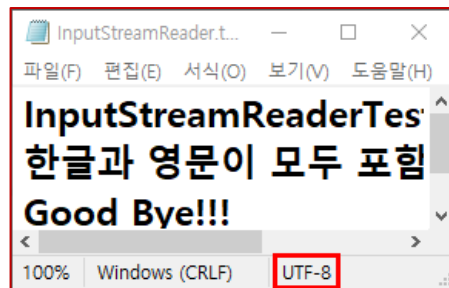 InputStreamReader.t...
파일(F) 편집(E) 서식(O) 보기(V) 도움말(H)
InputStreamReaderTes
한글과 영문이 모두 포함
Good Bye!!!
100% Windows (CRLF) UTF-8